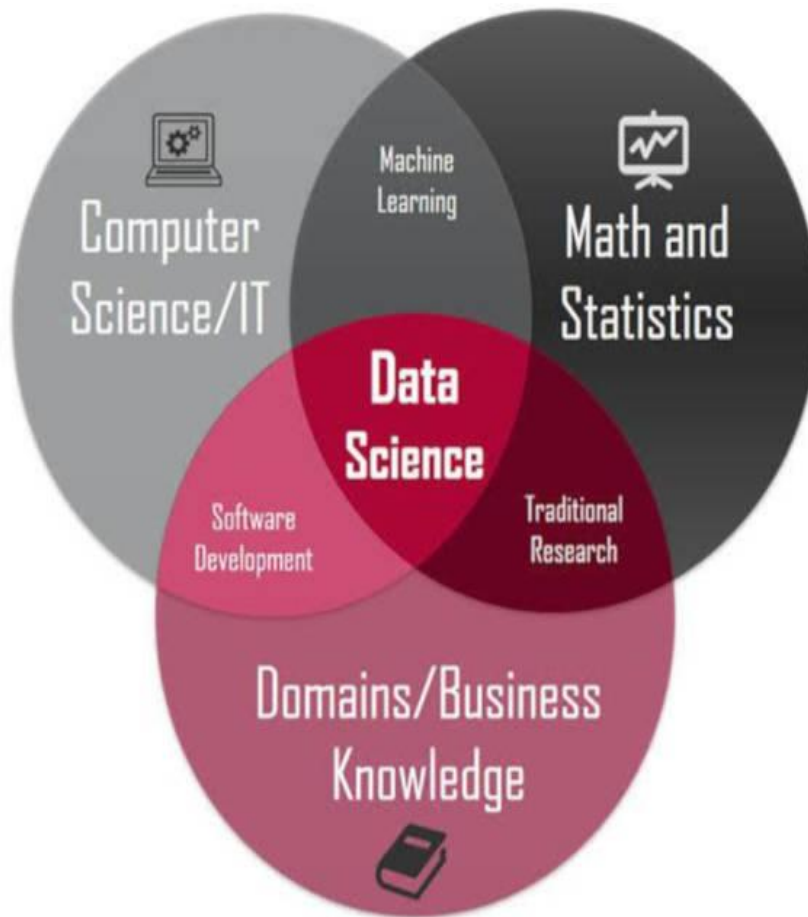 Machine
Learning
Computer
Science/IT
Math and
Statistics
Data
Science
Software
Development
Traditional
Research
Domains/Business
Knowledge